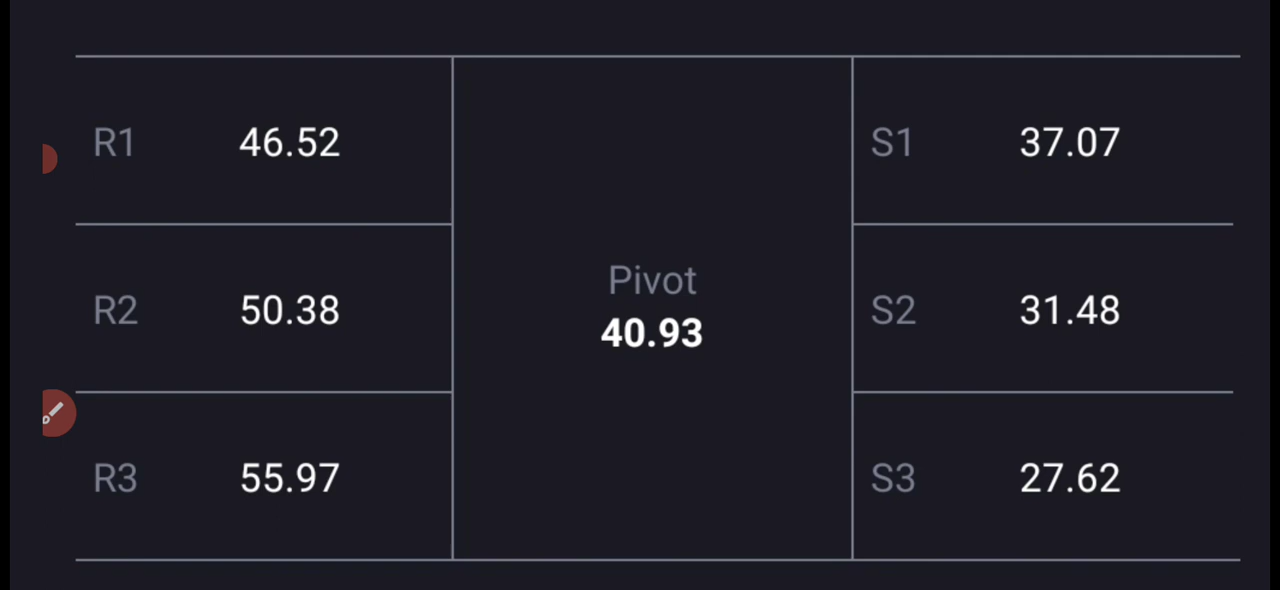 R1 46.52
R2 50.38
R3 55.97
Pivot
40.93
S1 37.07
S2 31.48
S3 27.62